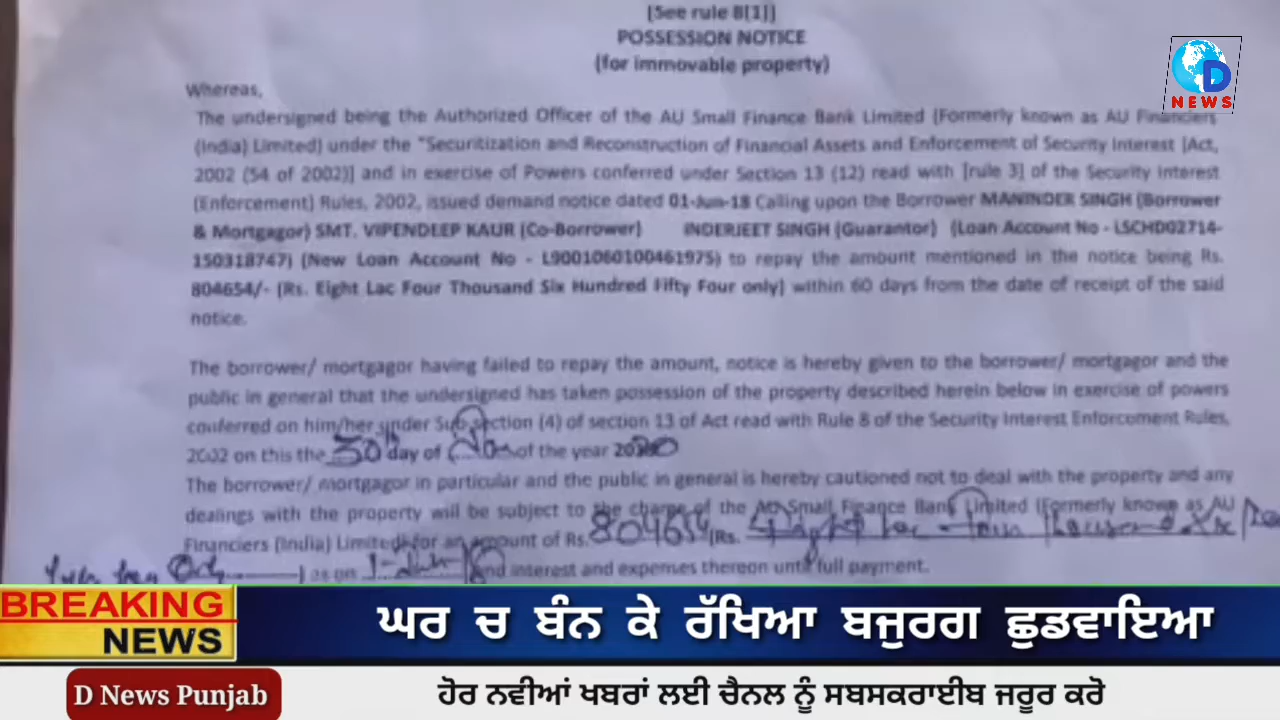 (See rule 8(1))
POSSESSION NOTICE
(for immovable property)
D
NEWS
Whereas,
The undersigned being the Authorized Officer of the AU Small Finance Bank Limited (Formerly known as AU Financiers
(India) Limited) under the "Securitization and Reconstruction of Financial Assets and Enforcement of Security Interest [Act,
2002 (54 of 2002)] and in exercise of Powers conferred under Section 13 (12) read with [rule 3] of the Security Interest
(Enforcement) Rules, 2002, issued demand notice dated 01-Jun-18 Calling upon the Borrower MANINDER SINGH (Borrower
& Mortgagor) SMT. VIPENDEEP KAUR (Co-Borrower) INDERJEET SINGH (Guarantor) (Loan Account No - LSCHD02714-
150318747) (New Loan Account No - L9001060100461975) to repay the amount mentioned in the notice being Rs.
804654/- (Rs. Eight Lac Four Thousand Six Hundred Fifty Four only) within 60 days from the date of receipt of the said
notice.
The borrower/ mortgagor having failed to repay the amount, notice is hereby given to the borrower/ mortgagor and the
public in general that the undersigned has taken possession of the property described herein below in exercise of powers
conferred on him/her under Sub section (4) of section 13 of Act read with Rule 8 of the Security Interest Enforcement Rules,
2002 on this the 30th day of of the year 2020
The borrower/ mortgagor in particular and the public in general is hereby cautioned not to deal with the property and any
dealings with the property will be subject to the charge of the AU Small Finance Bank Limited (Formerly known as AU
Financiers (India) Limited) for an amount of Rs. 804654 (Rs. Eight lac four thousand six
as on and interest and expenses thereon until full payment.
BREAKING
NEWS
ਘਰ ਚ ਬੰਨ ਕੇ ਰੱਖਿਆ ਬਜੁਰਗ ਛੁਡਵਾਇਆ
D News Punjab
ਹੋਰ ਨਵੀਆਂ ਖਬਰਾਂ ਲਈ ਚੈਨਲ ਨੂੰ ਸਬਸਕਰਾਈਬ ਜਰੂਰ ਕਰੋ